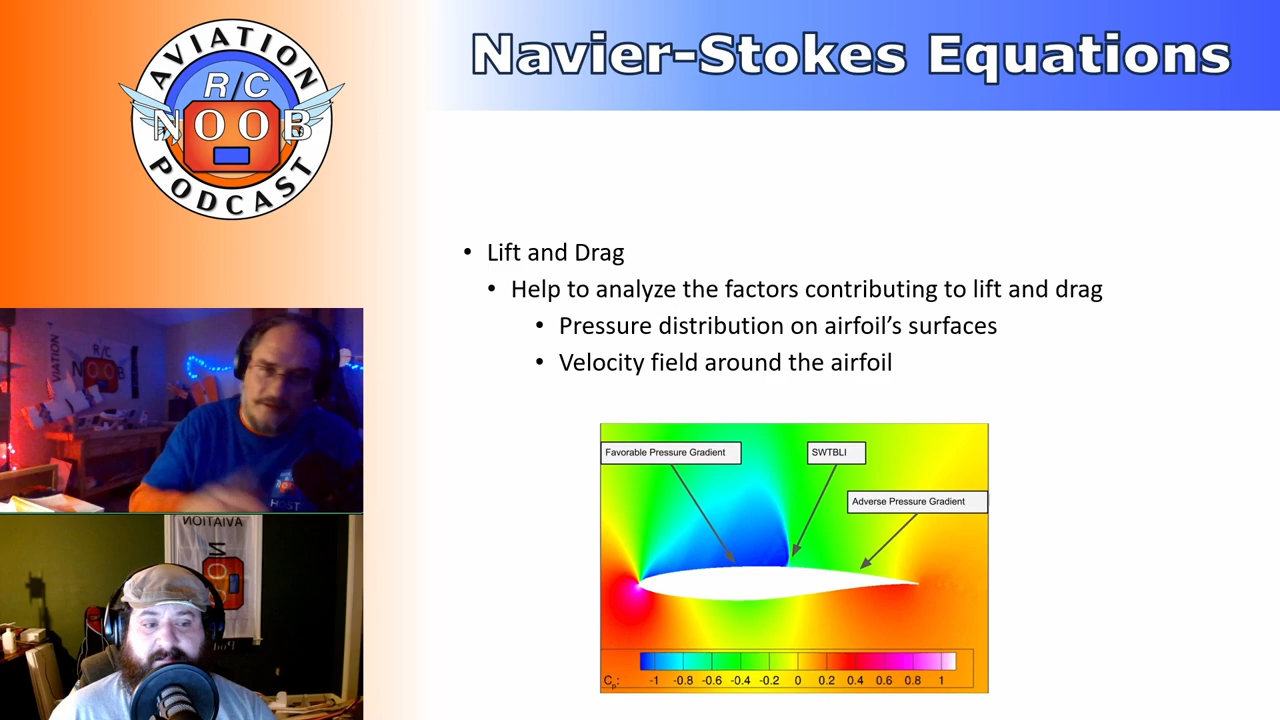 AVIATION
R/C
NOOB
PODCAST
Navier-Stokes Equations
• Lift and Drag
• Help to analyze the factors contributing to lift and drag
• Pressure distribution on airfoil’s surfaces
• Velocity field around the airfoil
Favorable Pressure Gradient
SWTBLI
Adverse Pressure Gradient
Cp: -1 -0.8 -0.6 -0.4 -0.2 0 0.2 0.4 0.6 0.8 1
R/C
HOST
AVIATION